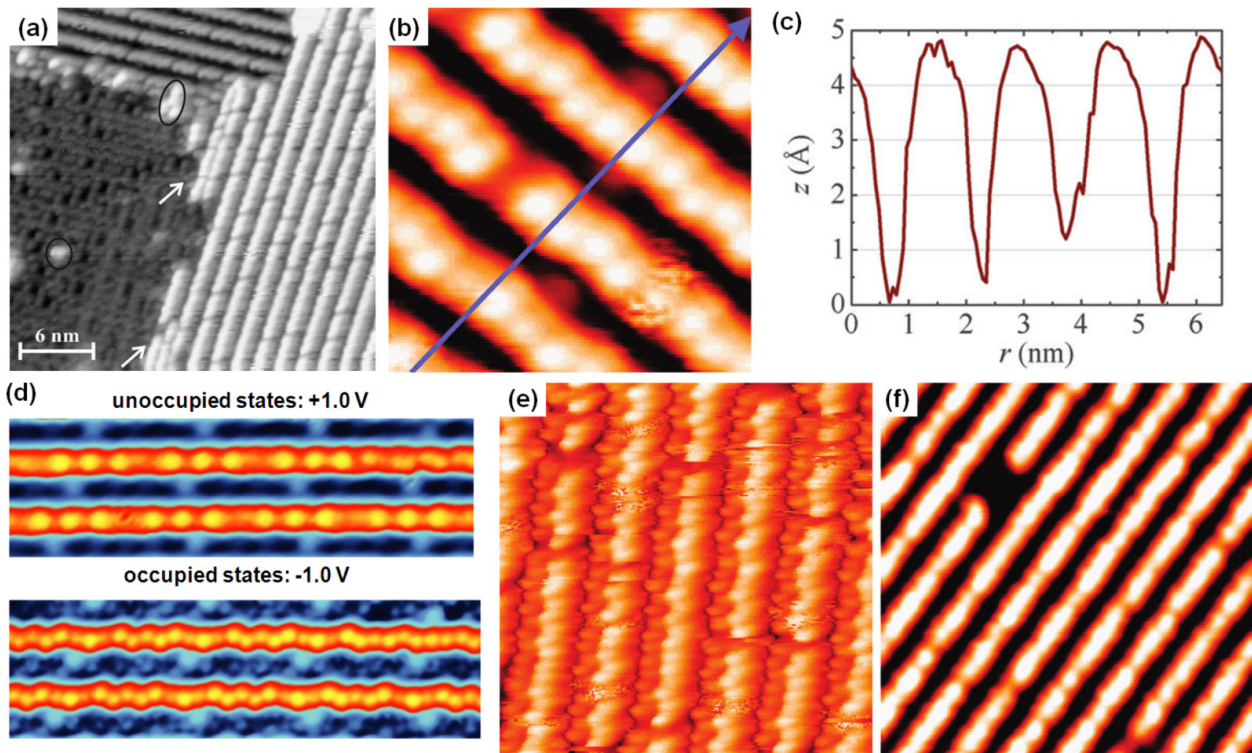 (a)
6 nm
(b)
(c)
z (Å)
5
4
3
2
1
0
0 1 2 3 4 5 6
r (nm)
(d)
unoccupied states: +1.0 V
occupied states: -1.0 V
(e)
(f)